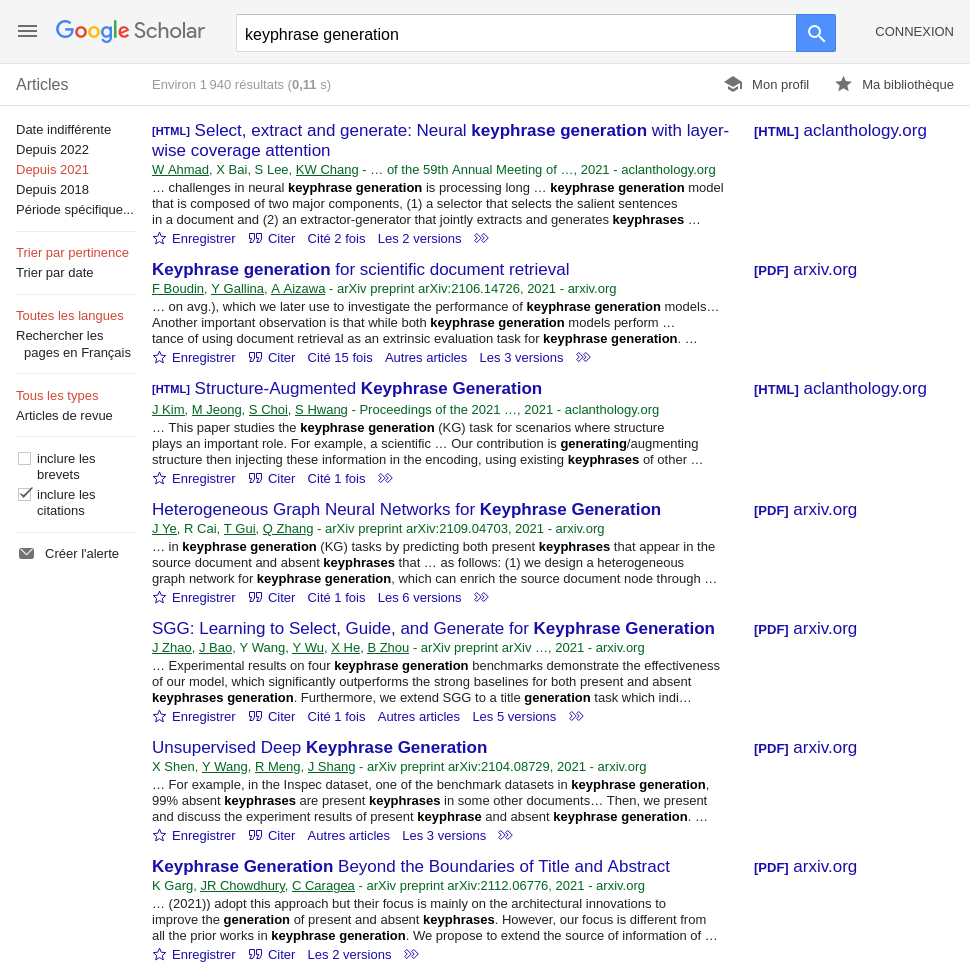 Google Scholar
keyphrase generation
CONNEXION
Articles
Environ 1 940 résultats (0,11 s)
Mon profil
Ma bibliothèque
Date indifférente
Depuis 2022
Depuis 2021
Depuis 2018
Période spécifique...
Trier par pertinence
Trier par date
Toutes les langues
Rechercher les
pages en Français
Tous les types
Articles de revue
inclure les
brevets
inclure les
citations
Créer l'alerte
[HTML] Select, extract and generate: Neural keyphrase generation with layer-
wise coverage attention
W Ahmad, X Bai, S Lee, KW Chang - … of the 59th Annual Meeting of …, 2021 - aclanthology.org
… challenges in neural keyphrase generation is processing long … keyphrase generation model
that is composed of two major components, (1) a selector that selects the salient sentences
in a document and (2) an extractor-generator that jointly extracts and generates keyphrases …
Enregistrer Citer Cité 2 fois Les 2 versions
[HTML] aclanthology.org
Keyphrase generation for scientific document retrieval
F Boudin, Y Gallina, A Aizawa - arXiv preprint arXiv:2106.14726, 2021 - arxiv.org
… on avg.), which we later use to investigate the performance of keyphrase generation models…
Another important observation is that while both keyphrase generation models perform …
tance of using document retrieval as an extrinsic evaluation task for keyphrase generation. …
Enregistrer Citer Cité 15 fois Autres articles Les 3 versions
[PDF] arxiv.org
[HTML] Structure-Augmented Keyphrase Generation
J Kim, M Jeong, S Choi, S Hwang - Proceedings of the 2021 …, 2021 - aclanthology.org
… This paper studies the keyphrase generation (KG) task for scenarios where structure
plays an important role. For example, a scientific … Our contribution is generating/augmenting
structure then injecting these information in the encoding, using existing keyphrases of other …
Enregistrer Citer Cité 1 fois
[HTML] aclanthology.org
Heterogeneous Graph Neural Networks for Keyphrase Generation
J Ye, R Cai, T Gui, Q Zhang - arXiv preprint arXiv:2109.04703, 2021 - arxiv.org
… in keyphrase generation (KG) tasks by predicting both present keyphrases that appear in the
source document and absent keyphrases that … as follows: (1) we design a heterogeneous
graph network for keyphrase generation, which can enrich the source document node through …
Enregistrer Citer Cité 1 fois Les 6 versions
[PDF] arxiv.org
SGG: Learning to Select, Guide, and Generate for Keyphrase Generation
J Zhao, J Bao, Y Wang, Y Wu, X He, B Zhou - arXiv preprint arXiv …, 2021 - arxiv.org
… Experimental results on four keyphrase generation benchmarks demonstrate the effectiveness
of our model, which significantly outperforms the strong baselines for both present and absent
keyphrases generation. Furthermore, we extend SGG to a title generation task which indi…
Enregistrer Citer Cité 1 fois Autres articles Les 5 versions
[PDF] arxiv.org
Unsupervised Deep Keyphrase Generation
X Shen, Y Wang, R Meng, J Shang - arXiv preprint arXiv:2104.08729, 2021 - arxiv.org
… For example, in the Inspec dataset, one of the benchmark datasets in keyphrase generation,
99% absent keyphrases are present keyphrases in some other documents… Then, we present
and discuss the experiment results of present keyphrase and absent keyphrase generation. …
Enregistrer Citer Autres articles Les 3 versions
[PDF] arxiv.org
Keyphrase Generation Beyond the Boundaries of Title and Abstract
K Garg, JR Chowdhury, C Caragea - arXiv preprint arXiv:2112.06776, 2021 - arxiv.org
… (2021)) adopt this approach but their focus is mainly on the architectural innovations to
improve the generation of present and absent keyphrases. However, our focus is different from
all the prior works in keyphrase generation. We propose to extend the source of information of …
Enregistrer Citer Les 2 versions
[PDF] arxiv.org